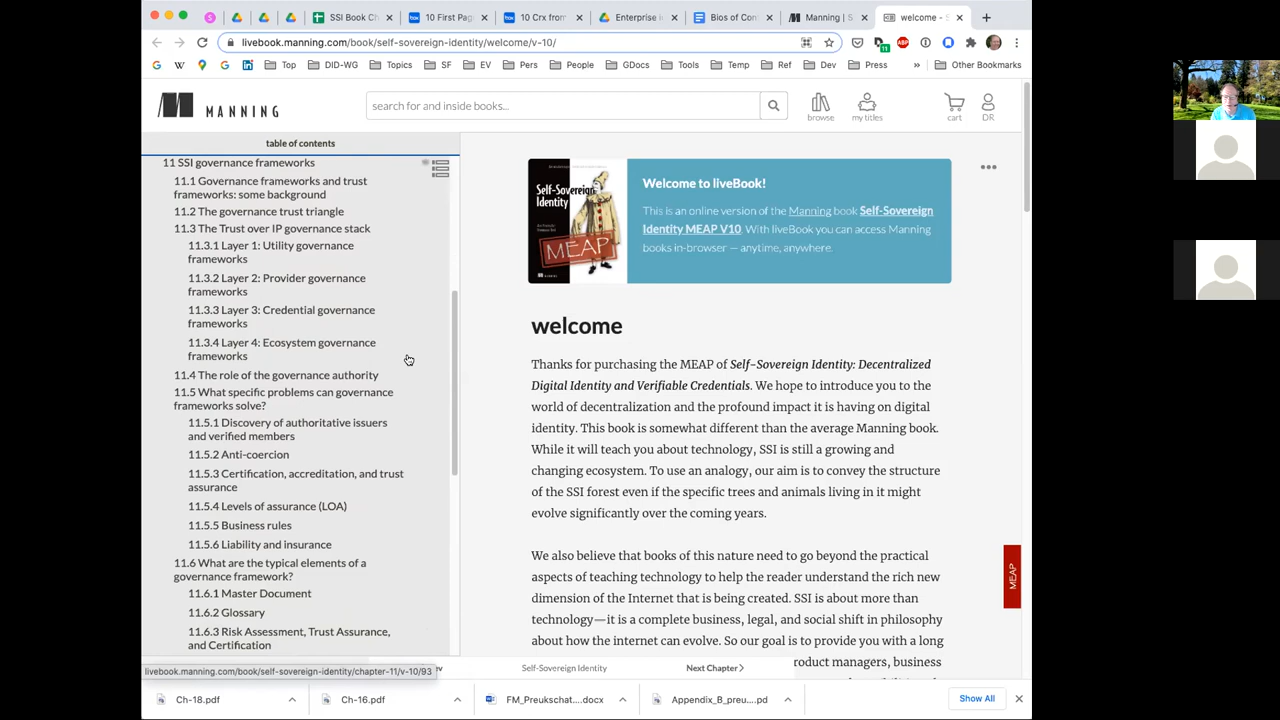 SSI Book Ch
10 First Pag
10 Crx from
Enterprise i
Bios of Con
Manning | S
welcome - S
livebook.manning.com/book/self-sovereign-identity/welcome/v-10/
11
ABP
Top
DID-WG
Topics
SF
EV
Pers
People
GDocs
Tools
Temp
Ref
Dev
Press
»
Other Bookmarks
MANNING
search for and inside books...
browse
my titles
cart
DR
table of contents
11 SSI governance frameworks
11.1 Governance frameworks and trust
frameworks: some background
11.2 The governance trust triangle
11.3 The Trust over IP governance stack
11.3.1 Layer 1: Utility governance
frameworks
11.3.2 Layer 2: Provider governance
frameworks
11.3.3 Layer 3: Credential governance
frameworks
11.3.4 Layer 4: Ecosystem governance
frameworks
11.4 The role of the governance authority
11.5 What specific problems can governance
frameworks solve?
11.5.1 Discovery of authoritative issuers
and verified members
11.5.2 Anti-coercion
11.5.3 Certification, accreditation, and trust
assurance
11.5.4 Levels of assurance (LOA)
11.5.5 Business rules
11.5.6 Liability and insurance
11.6 What are the typical elements of a
governance framework?
11.6.1 Master Document
11.6.2 Glossary
11.6.3 Risk Assessment, Trust Assurance,
and Certification
livebook.manning.com/book/self-sovereign-identity/chapter-11/v-10/93
Self-Sovereign
Identity
MEAP
Welcome to liveBook!
This is an online version of the Manning book Self-Sovereign
Identity MEAP V10. With liveBook you can access Manning
books in-browser — anytime, anywhere.
welcome
Thanks for purchasing the MEAP of Self-Sovereign Identity: Decentralized
Digital Identity and Verifiable Credentials. We hope to introduce you to the
world of decentralization and the profound impact it is having on digital
identity. This book is somewhat different than the average Manning book.
While it will teach you about technology, SSI is still a growing and
changing ecosystem. To use an analogy, our aim is to convey the structure
of the SSI forest even if the specific trees and animals living in it might
evolve significantly over the coming years.
We also believe that books of this nature need to go beyond the practical
aspects of teaching technology to help the reader understand the rich new
dimension of the Internet that is being created. SSI is about more than
technology—it is a complete business, legal, and social shift in philosophy
about how the internet can evolve. So our goal is to provide you with a long
roduct managers, business
MEAP
ev
Self-Sovereign Identity
Next Chapter
Ch-18.pdf
Ch-16.pdf
FM_Preukschat....docx
Appendix_B_preu....pd
Show All